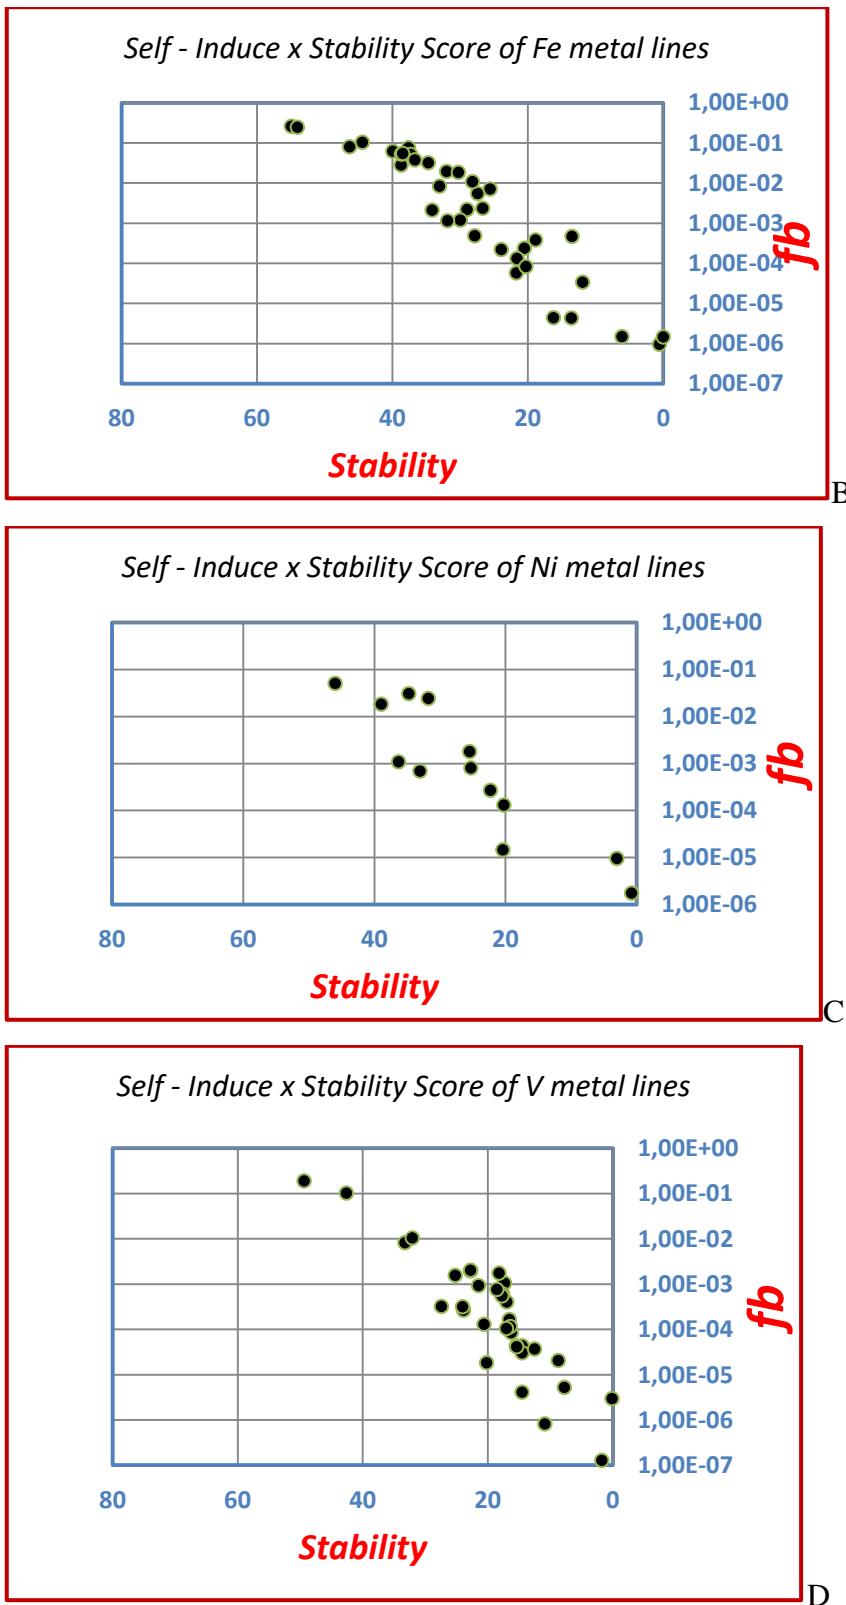 Self - Induce x Stability Score of Fe metal lines
1,00E+00
1,00E-01
1,00E-02
1,00E-03
1,00E-04
1,00E-05
1,00E-06
1,00E-07
fb
80 60 40 20 0
Stability
B
Self - Induce x Stability Score of Ni metal lines
1,00E+00
1,00E-01
1,00E-02
1,00E-03
1,00E-04
1,00E-05
1,00E-06
fb
80 60 40 20 0
Stability
C
Self - Induce x Stability Score of V metal lines
1,00E+00
1,00E-01
1,00E-02
1,00E-03
1,00E-04
1,00E-05
1,00E-06
1,00E-07
fb
80 60 40 20 0
Stability
D